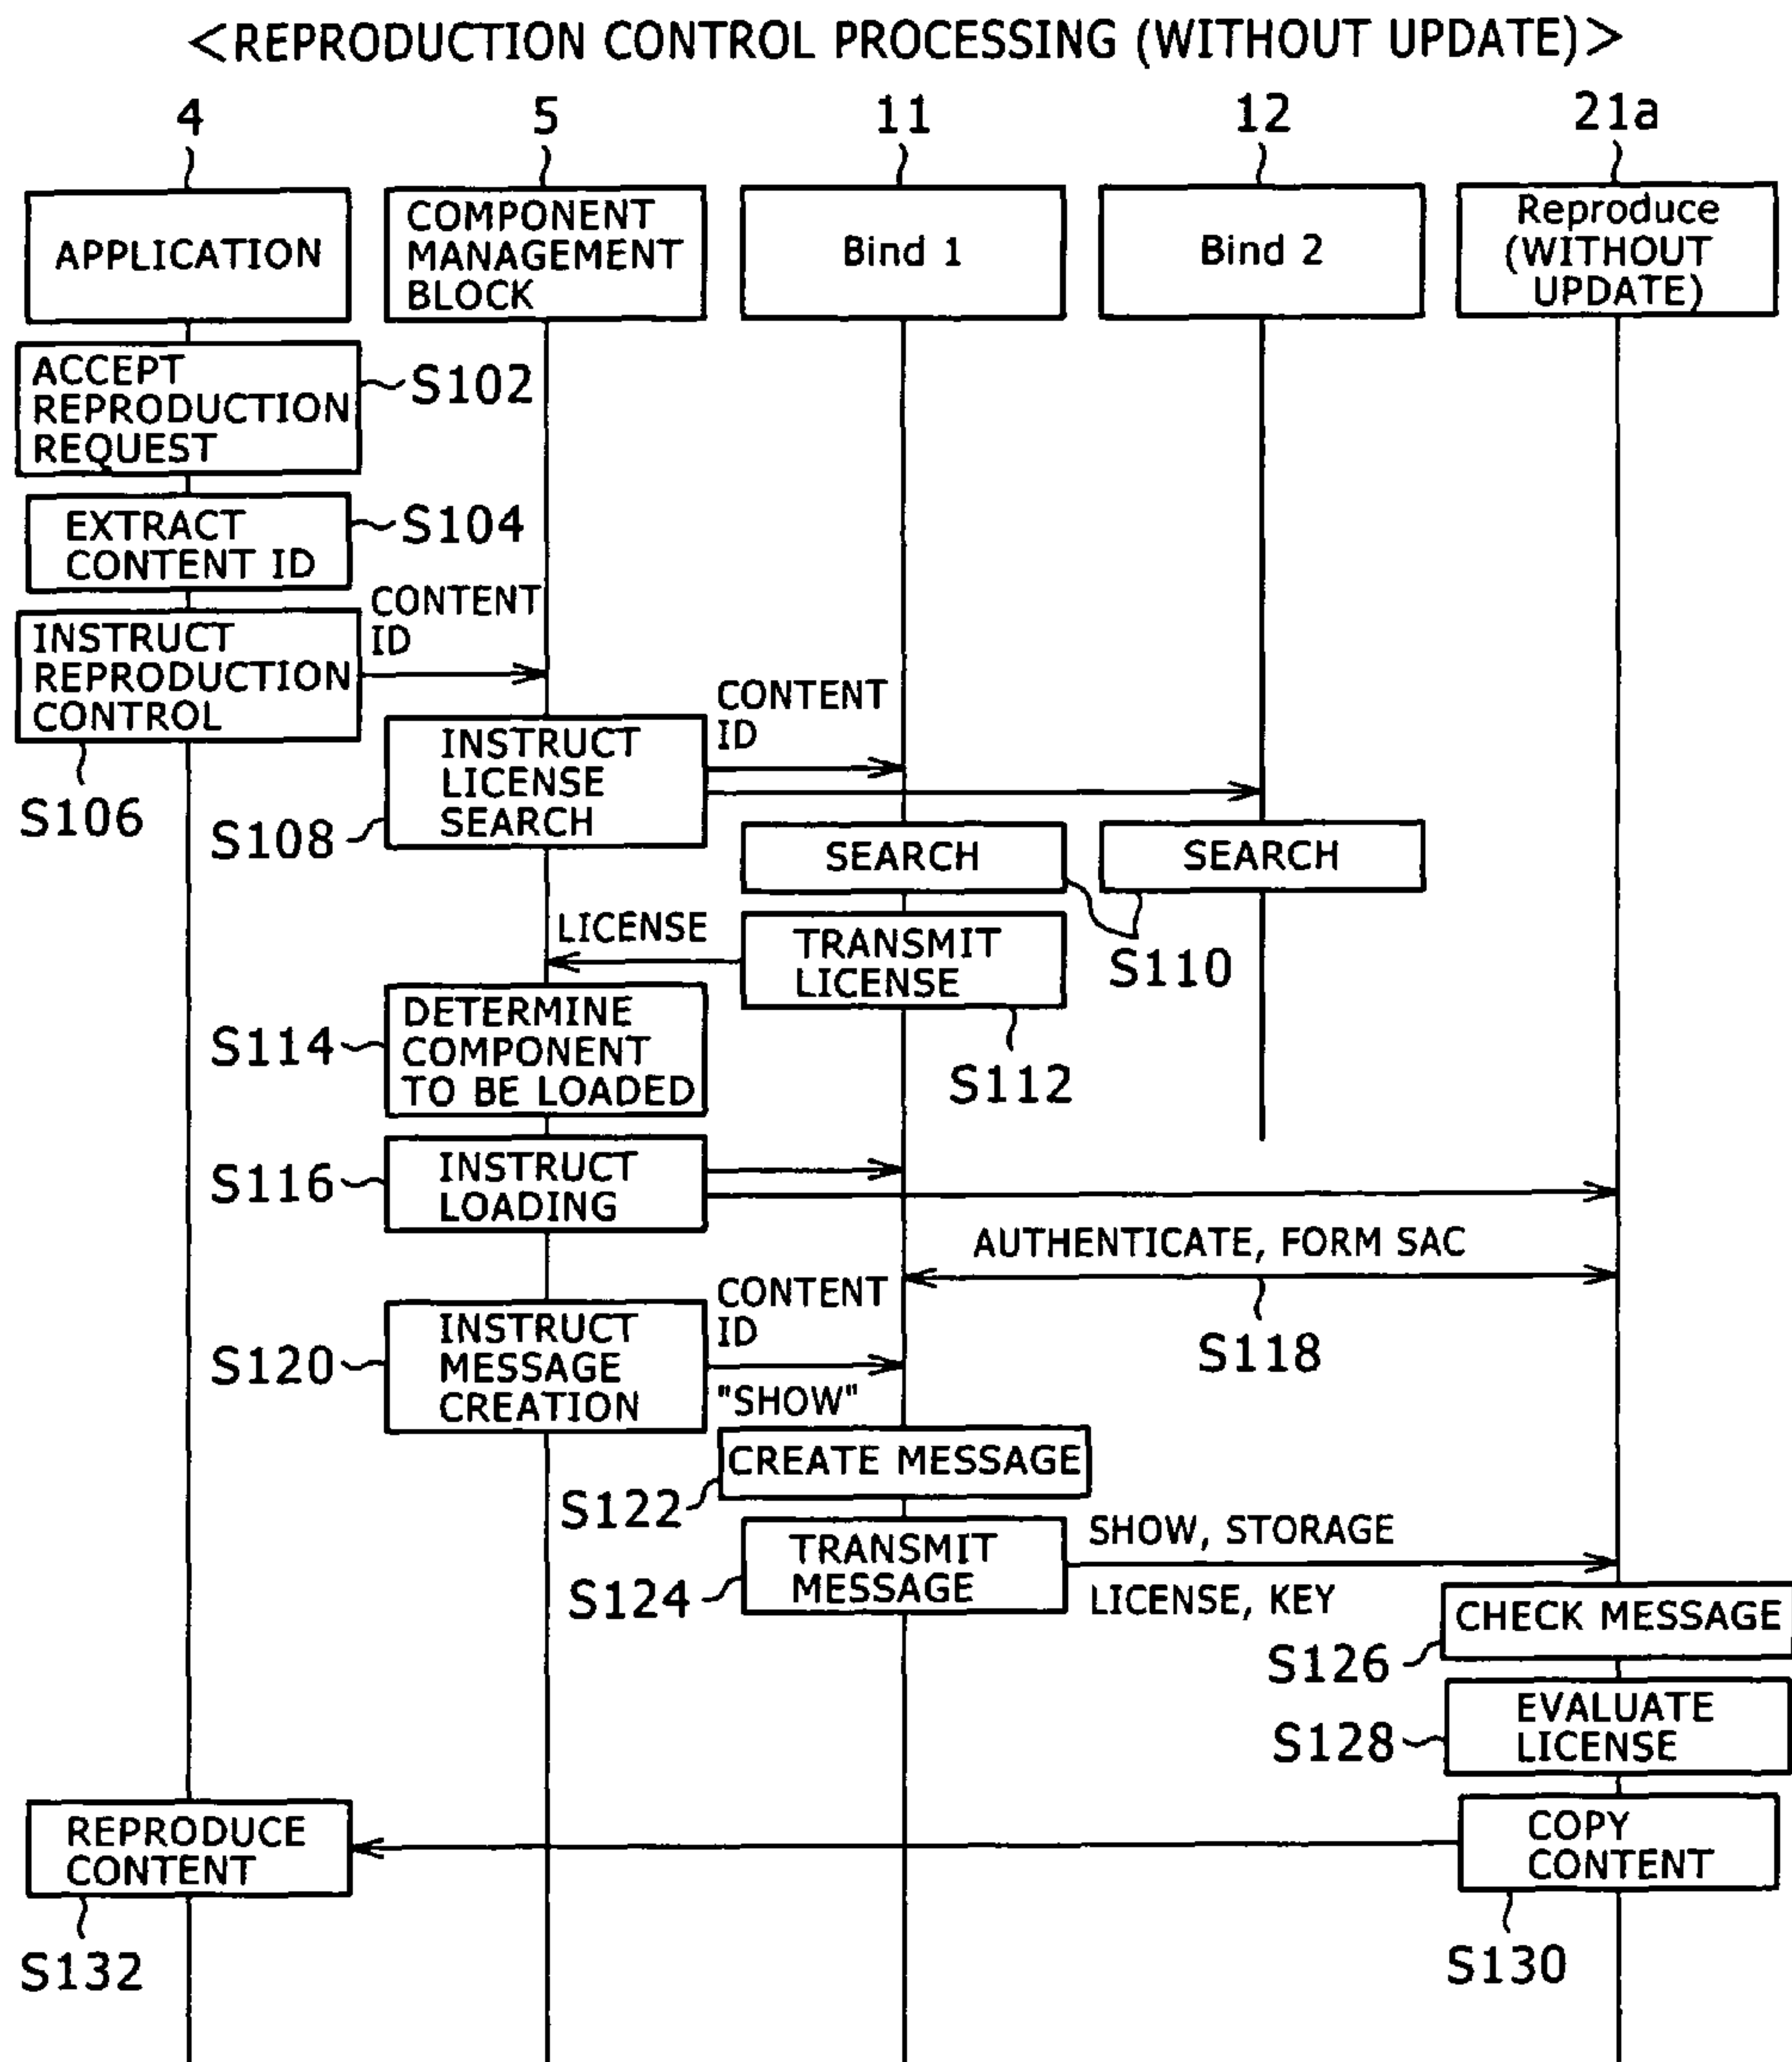 <REPRODUCTION CONTROL PROCESSING (WITHOUT UPDATE)>
4
5
11
12
21a
APPLICATION
COMPONENT
MANAGEMENT
BLOCK
Bind 1
Bind 2
Reproduce
(WITHOUT
UPDATE)
ACCEPT
REPRODUCTION
REQUEST
S102
EXTRACT
CONTENT ID
S104
INSTRUCT
REPRODUCTION
CONTROL
S106
CONTENT
ID
INSTRUCT
LICENSE
SEARCH
S108
CONTENT
ID
SEARCH
SEARCH
S110
LICENSE
TRANSMIT
LICENSE
S112
S114
DETERMINE
COMPONENT
TO BE LOADED
S116
INSTRUCT
LOADING
AUTHENTICATE, FORM SAC
S118
S120
INSTRUCT
MESSAGE
CREATION
CONTENT
ID
"SHOW"
CREATE MESSAGE
S122
TRANSMIT
MESSAGE
S124
SHOW, STORAGE
LICENSE, KEY
CHECK MESSAGE
S126
EVALUATE
LICENSE
S128
REPRODUCE
CONTENT
COPY
CONTENT
S132
S130